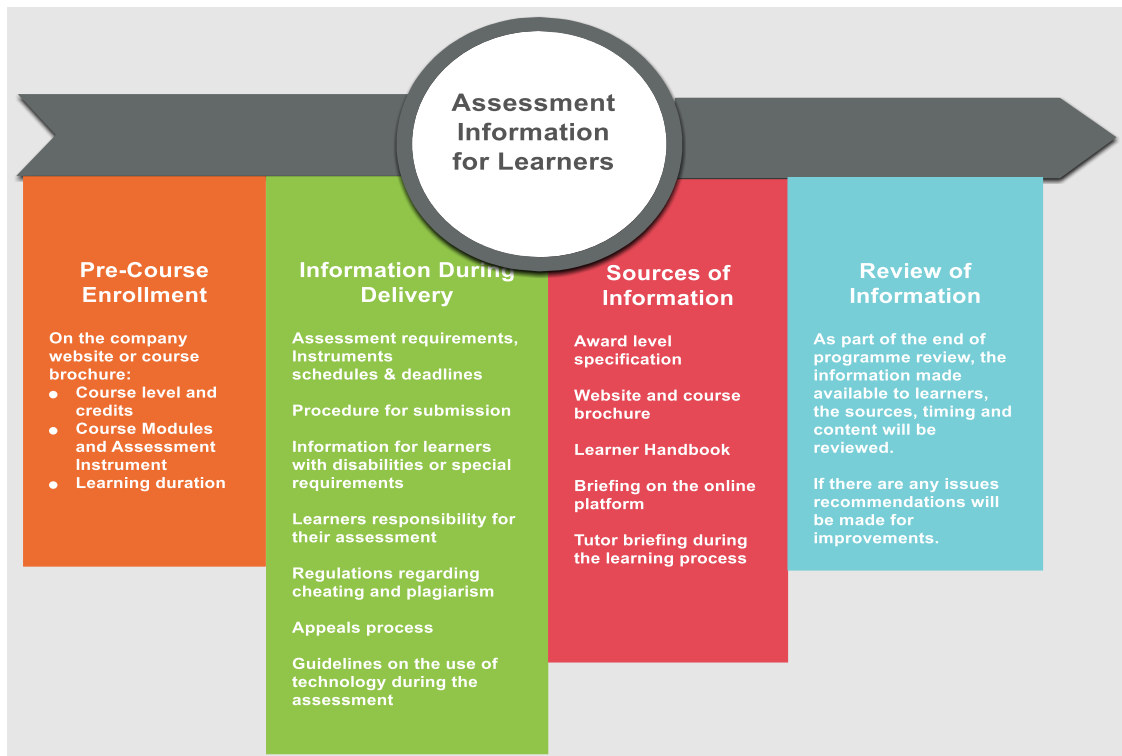 Assessment
Information
for Learners
Pre-Course
Enrollment
On the company
website or course
brochure:
● Course level and
credits
● Course Modules
and Assessment
Instrument
● Learning duration
Information During
Delivery
Assessment requirements,
Instruments
schedules & deadlines
Procedure for submission
Information for learners
with disabilities or special
requirements
Learners responsibility for
their assessment
Regulations regarding
cheating and plagiarism
Appeals process
Guidelines on the use of
technology during the
assessment
Sources of
Information
Award level
specification
Website and course
brochure
Learner Handbook
Briefing on the online
platform
Tutor briefing during
the learning process
Review of
Information
As part of the end of
programme review, the
information made
available to learners,
the sources, timing and
content will be
reviewed.
If there are any issues
recommendations will
be made for
improvements.